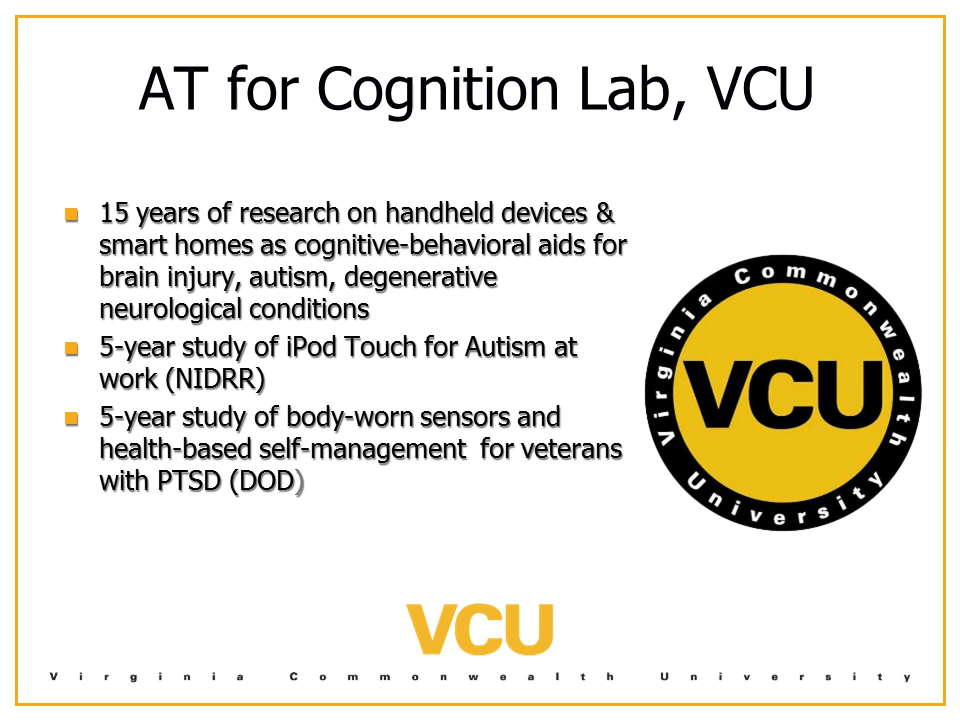 AT for Cognition Lab, VCU
15 years of research on handheld devices &
smart homes as cognitive-behavioral aids for
brain injury, autism, degenerative
neurological conditions
5-year study of iPod Touch for Autism at
work (NIDRR)
5-year study of body-worn sensors and
health-based self-management for veterans
with PTSD (DOD)
Virginia Commonwealth
VCU
University
VCU
Virginia Commonwealth University